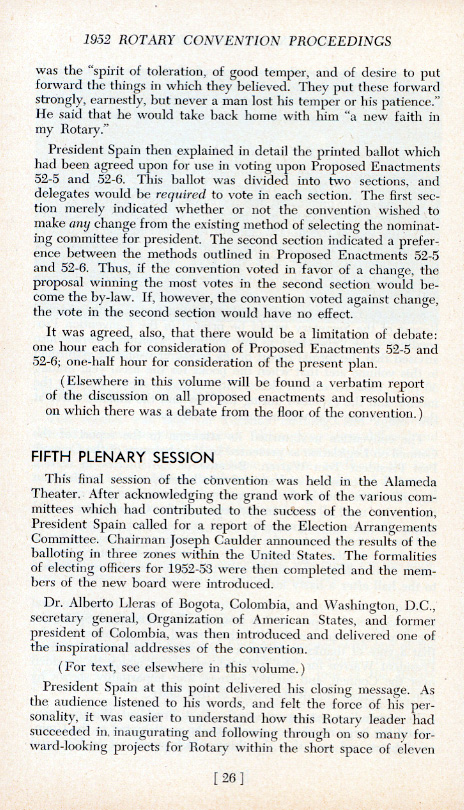 1952 ROTARY CONVENTION PROCEEDINGS
was the “spirit of toleration, of good temper, and of desire to put
forward the things in which they believed. They put these forward
strongly, earnestly, but never a man lost his temper or his patience.”
He said that he would take back home with him “a new faith in
my Rotary.”
President Spain then explained in detail the printed ballot which
had been agreed upon for use in voting upon Proposed Enactments
52-5 and 52-6. This ballot was divided into two sections, and
delegates would be required to vote in each section. The first sec-
tion merely indicated whether or not the convention wished to
make any change from the existing method of selecting the nominat-
ing committee for president. The second section indicated a prefer-
ence between the methods outlined in Proposed Enactments 52-5
and 52-6. Thus, if the convention voted in favor of a change, the
proposal winning the most votes in the second section would be-
come the by-law. If, however, the convention voted against change,
the vote in the second section would have no effect.
It was agreed, also, that there would be a limitation of debate:
one hour each for consideration of Proposed Enactments 52-5 and
52-6; one-half hour for consideration of the present plan.
(Elsewhere in this volume will be found a verbatim report
of the discussion on all proposed enactments and resolutions
on which there was a debate from the floor of the convention.)
FIFTH PLENARY SESSION
This final session of the convention was held in the Alameda
Theater. After acknowledging the grand work of the various com-
mittees which had contributed to the success of the convention,
President Spain called for a report of the Election Arrangements
Committee. Chairman Joseph Caulder announced the results of the
balloting in three zones within the United States. The formalities
of electing officers for 1952-53 were then completed and the mem-
bers of the new board were introduced.
Dr. Alberto Lleras of Bogota, Colombia, and Washington, D.C.,
secretary general, Organization of American States, and former
president of Colombia, was then introduced and delivered one of
the inspirational addresses of the convention.
(For text, see elsewhere in this volume.)
President Spain at this point delivered his closing message. As
the audience listened to his words, and felt the force of his per-
sonality, it was easier to understand how this Rotary leader had
succeeded in inaugurating and following through on so many for-
ward-looking projects for Rotary within the short space of eleven
[ 26 ]